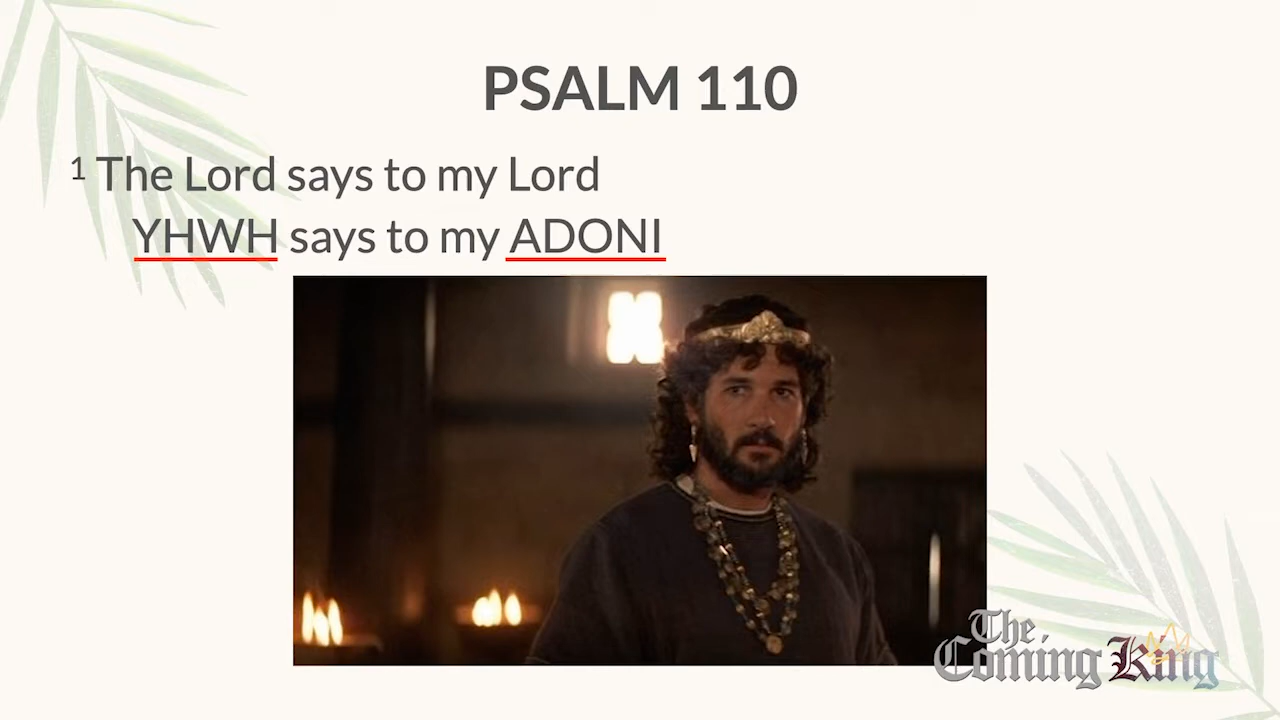 PSALM 110
1 The Lord says to my Lord
YHWH says to my ADONI
The
Coming King